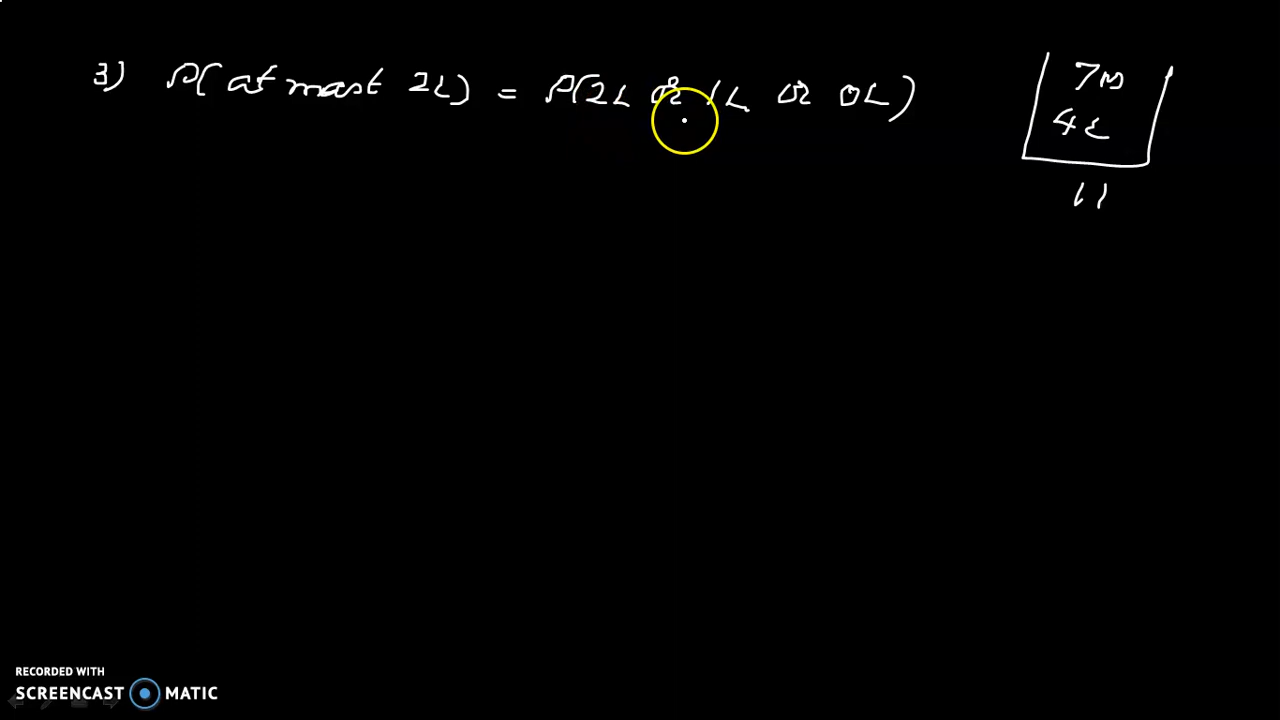 3) P(at most 2L) = P(2L or 1L or 0L)
7M
4L
11
RECORDED WITH
SCREENCAST MATIC